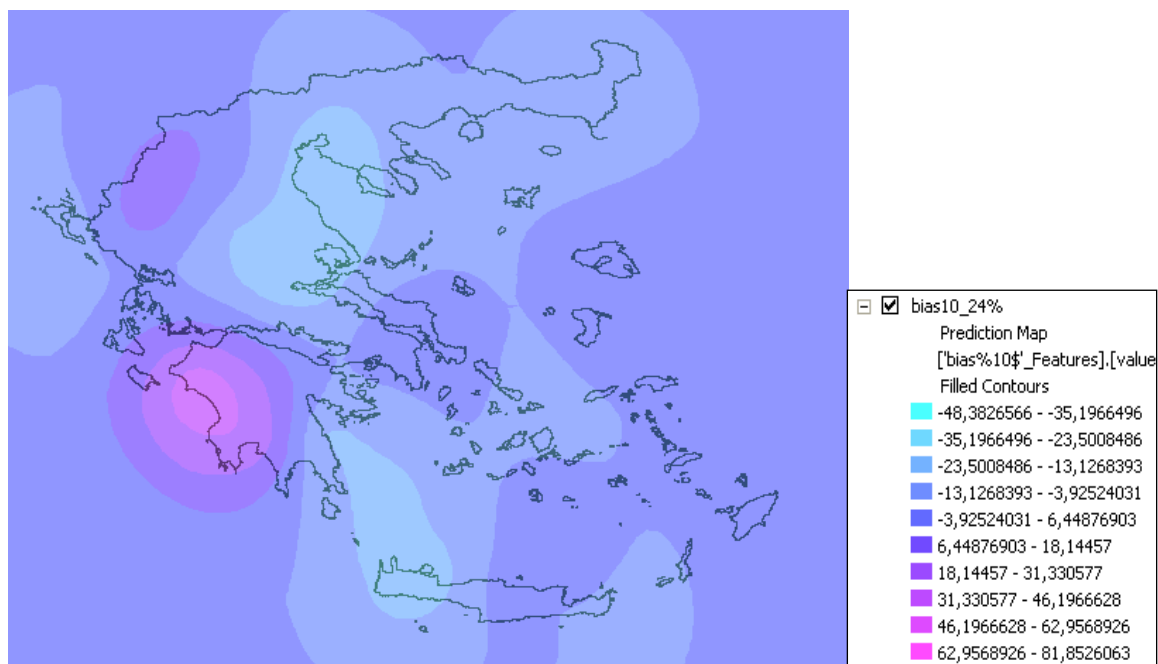 bias10_24%
Prediction Map
['bias%10$'_Features].[value
Filled Contours
-48,3826566 - -35,1966496
-35,1966496 - -23,5008486
-23,5008486 - -13,1268393
-13,1268393 - -3,92524031
-3,92524031 - 6,44876903
6,44876903 - 18,14457
18,14457 - 31,330577
31,330577 - 46,1966628
46,1966628 - 62,9568926
62,9568926 - 81,8526063